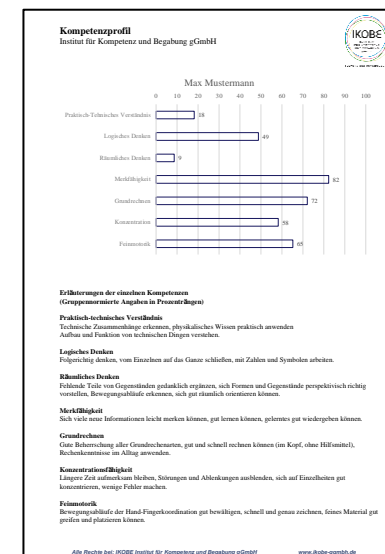 Kompetenzprofil
Institut für Kompetenz und Begabung gGmbH
IKOBE
Max Mustermann
0 10 20 30 40 50 60 70 80 90 100
Praktisch-Tehnisches Verständnis 18
Logisches Denken 49
Räumliches Denken 9
Merkfähigkeit 82
Grundrechnen 72
Konzentration 58
Feinmotorik 65
Erläuterungen der einzelnen Kompetenzen
(Gruppennormierte Angaben in Prozenträngen)
Praktisch-technisches Verständnis
Technische Zusammenhänge erkennen, physikalisches Wissen praktisch anwenden
Aufbau und Funktion von technischen Dingen verstehen.
Logisches Denken
Folgerichtig denken, vom Einzelnen auf das Ganze schließen, mit Zahlen und Symbolen arbeiten.
Räumliches Denken
Fehlende Teile von Gegenständen gedanklich ergänzen, sich Formen und Gegenstände perspektivisch richtig
vorstellen, Bewegungsabläufe erkennen, sich gut räumlich orientieren können.
Merkfähigkeit
Sich viele neue Informationen leicht merken können, gut lernen können, gelerntes gut wiedergeben können.
Grundrechnen
Gute Beherrschung aller Grundrechenarten, gut und schnell rechnen können (im Kopf, ohne Hilfsmittel),
Rechenkenntnisse im Alltag anwenden.
Konzentrationsfähigkeit
Längere Zeit aufmerksam bleiben, Störungen und Ablenkungen ausblenden, sich auf Einzelheiten gut
konzentrieren, wenige Fehler machen.
Feinmotorik
Bewegungsabläufe der Hand-Fingerkoordination gut bewältigen, schnell und genau zeichnen, feines Material gut
greifen und platzieren können.
Alle Rechte bei: IKOBE Institut für Kompetenz und Begabung gGmbH www.ikobe-ggmbh.de